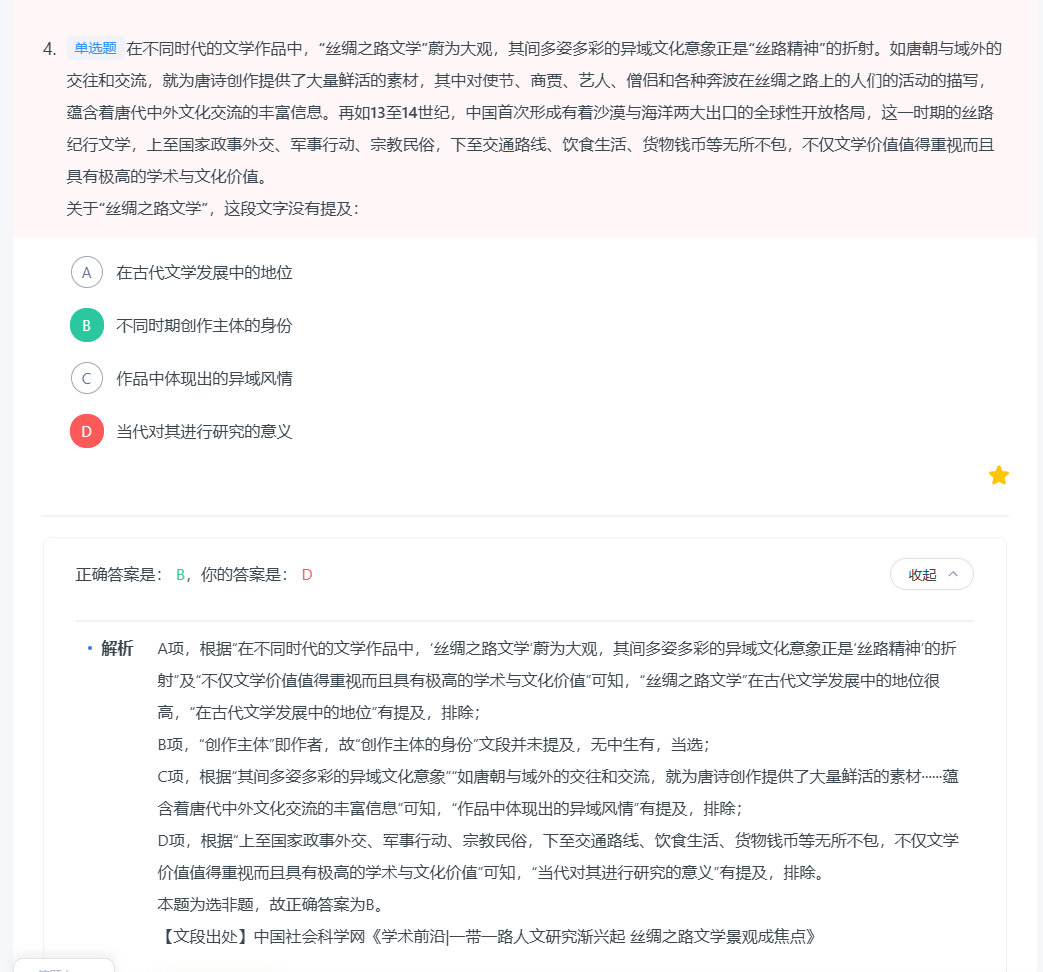 4. 单选题 在不同时代的文学作品中，“丝绸之路文学”蔚为大观，其间多姿多彩的异域文化意象正是“丝路精神”的折射。如唐朝与域外的
交往和交流，就为唐诗创作提供了大量鲜活的素材，其中对使节、商贾、艺人、僧侣和各种奔波在丝绸之路上的人们的活动的描写，
蕴含着唐代中外文化交流的丰富信息。再如13至14世纪，中国首次形成有着沙漠与海洋两大出口的全球性开放格局，这一时期的丝路
纪行文学，上至国家政事外交、军事行动、宗教民俗，下至交通路线、饮食生活、货物钱币等无所不包，不仅文学价值值得重视而且
具有极高的学术与文化价值。
关于“丝绸之路文学”，这段文字没有提及：
A 在古代文学发展中的地位
B 不同时期创作主体的身份
C 作品中体现出的异域风情
D 当代对其进行研究的意义
正确答案是： B，你的答案是： D
收起
• 解析 A项，根据“在不同时代的文学作品中，‘丝绸之路文学’蔚为大观，其间多姿多彩的异域文化意象正是‘丝路精神’的折
射”及“不仅文学价值值得重视而且具有极高的学术与文化价值”可知，“丝绸之路文学”在古代文学发展中的地位很
高，“在古代文学发展中的地位”有提及，排除；
B项，“创作主体”即作者，故“创作主体的身份”文段并未提及，无中生有，当选；
C项，根据“其间多姿多彩的异域文化意象”“如唐朝与域外的交往和交流，就为唐诗创作提供了大量鲜活的素材……蕴
含着唐代中外文化交流的丰富信息”可知，“作品中体现出的异域风情”有提及，排除；
D项，根据“上至国家政事外交、军事行动、宗教民俗，下至交通路线、饮食生活、货物钱币等无所不包，不仅文学
价值值得重视而且具有极高的学术与文化价值”可知，“当代对其进行研究的意义”有提及，排除。
本题为选非题，故正确答案为B。
【文段出处】中国社会科学网《学术前沿|一带一路人文研究渐兴起 丝绸之路文学景观成焦点》